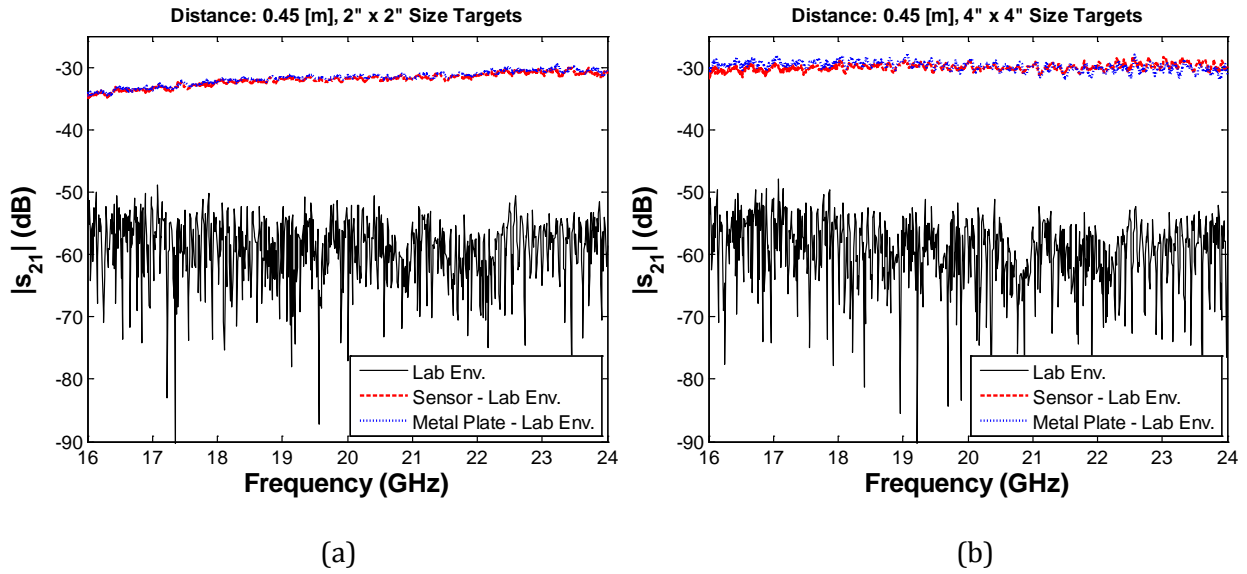 Distance: 0.45 [m], 2" x 2" Size Targets
-30
-40
-50
-60
-70
-80
-90
|s21| (dB)
Lab Env.
Sensor - Lab Env.
Metal Plate - Lab Env.
16 17 18 19 20 21 22 23 24
Frequency (GHz)
(a)
Distance: 0.45 [m], 4" x 4" Size Targets
-30
-40
-50
-60
-70
-80
-90
|s21| (dB)
Lab Env.
Sensor - Lab Env.
Metal Plate - Lab Env.
16 17 18 19 20 21 22 23 24
Frequency (GHz)
(b)